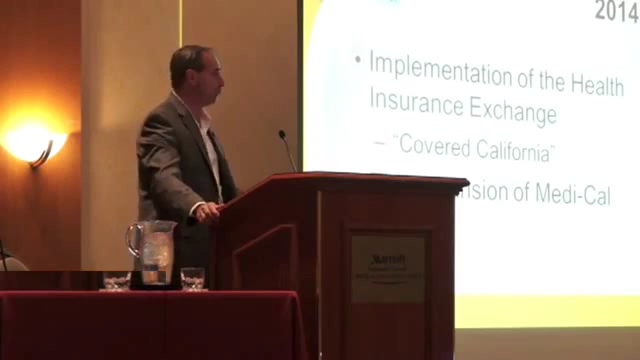 2014
• Implementation of the Health
Insurance Exchange
– "Covered California"
nsion of Medi-Cal
Marriott